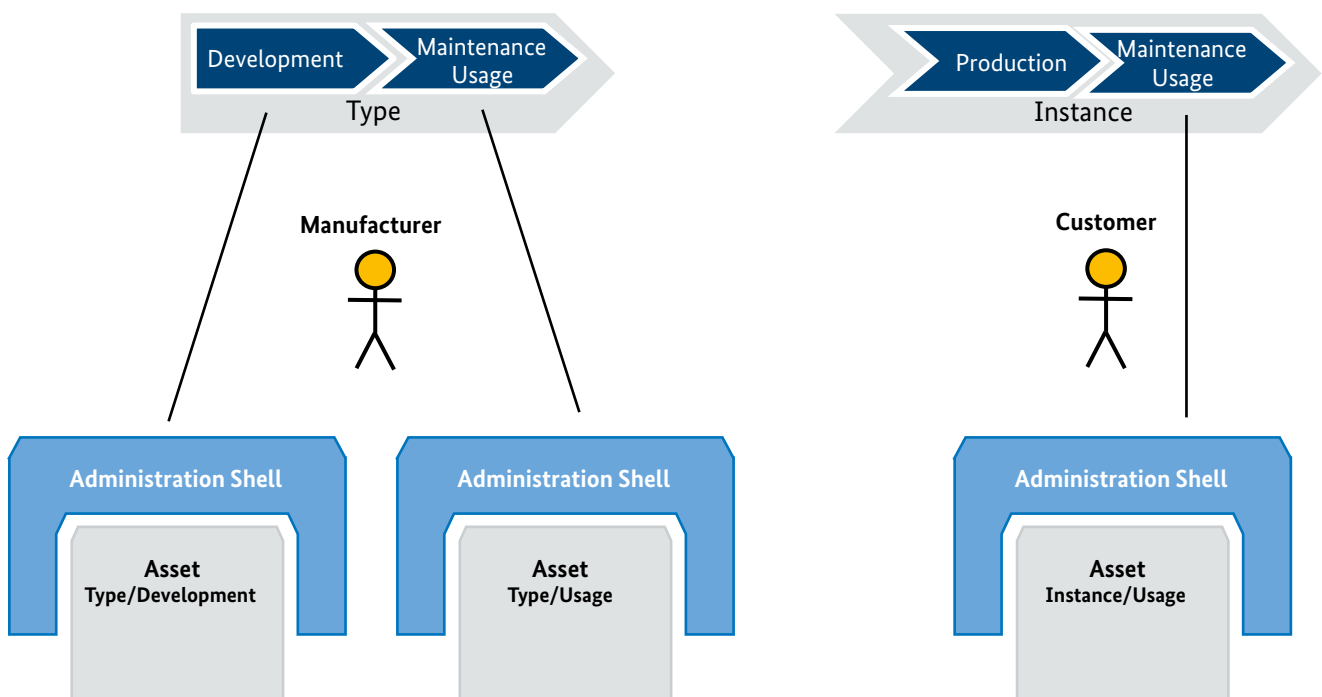 Development
Maintenance
Usage
Type
Production
Maintenance
Usage
Instance
Manufacturer
Customer
Administration Shell
Administration Shell
Administration Shell
Asset
Type/Development
Asset
Type/Usage
Asset
Instance/Usage